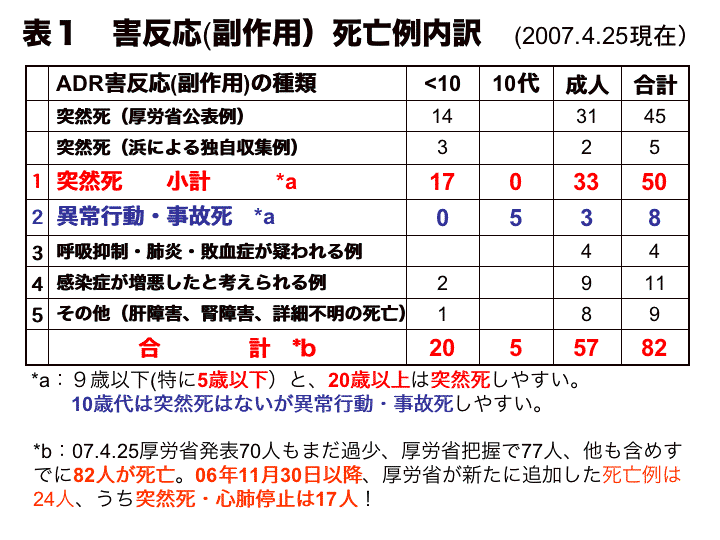 表１　害反応(副作用）死亡例内訳　(2007.4.25現在）
ADR害反応(副作用)の種類 <10 10代 成人 合計
突然死（厚労省公表例） 14 31 45
突然死（浜による独自収集例） 3 2 5
1 突然死　小計　*a 17 0 33 50
2 異常行動・事故死　*a 0 5 3 8
3 呼吸抑制・肺炎・敗血症が疑われる例 4 4
4 感染症が増悪したと考えられる例 2 9 11
5 その他（肝障害、腎障害、詳細不明の死亡） 1 8 9
合　計　*b 20 5 57 82
*a：９歳以下(特に5歳以下）と、20歳以上は突然死しやすい。
10歳代は突然死はないが異常行動・事故死しやすい。
*b：07.4.25厚労省発表70人もまだ過少、厚労省把握で77人、他も含めす
でに82人が死亡。06年11月30日以降、厚労省が新たに追加した死亡例は
24人、うち突然死・心肺停止は17人！